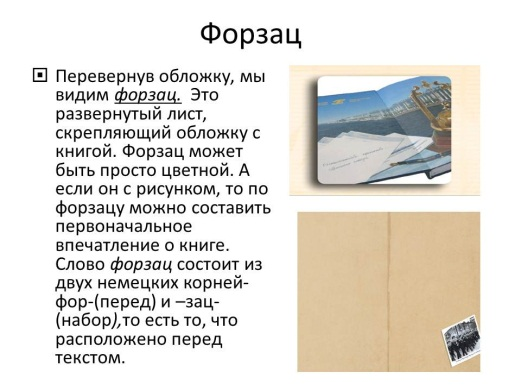 Форзац
Перевернув обложку, мы
видим форзац. Это
развернутый лист,
скрепляющий обложку с
книгой. Форзац может
быть просто цветной. А
если он с рисунком, то по
форзацу можно составить
первоначальное
впечатление о книге.
Слово форзац состоит из
двух немецких корней-
фор-(перед) и –зац-
(набор),то есть то, что
расположено перед
текстом.